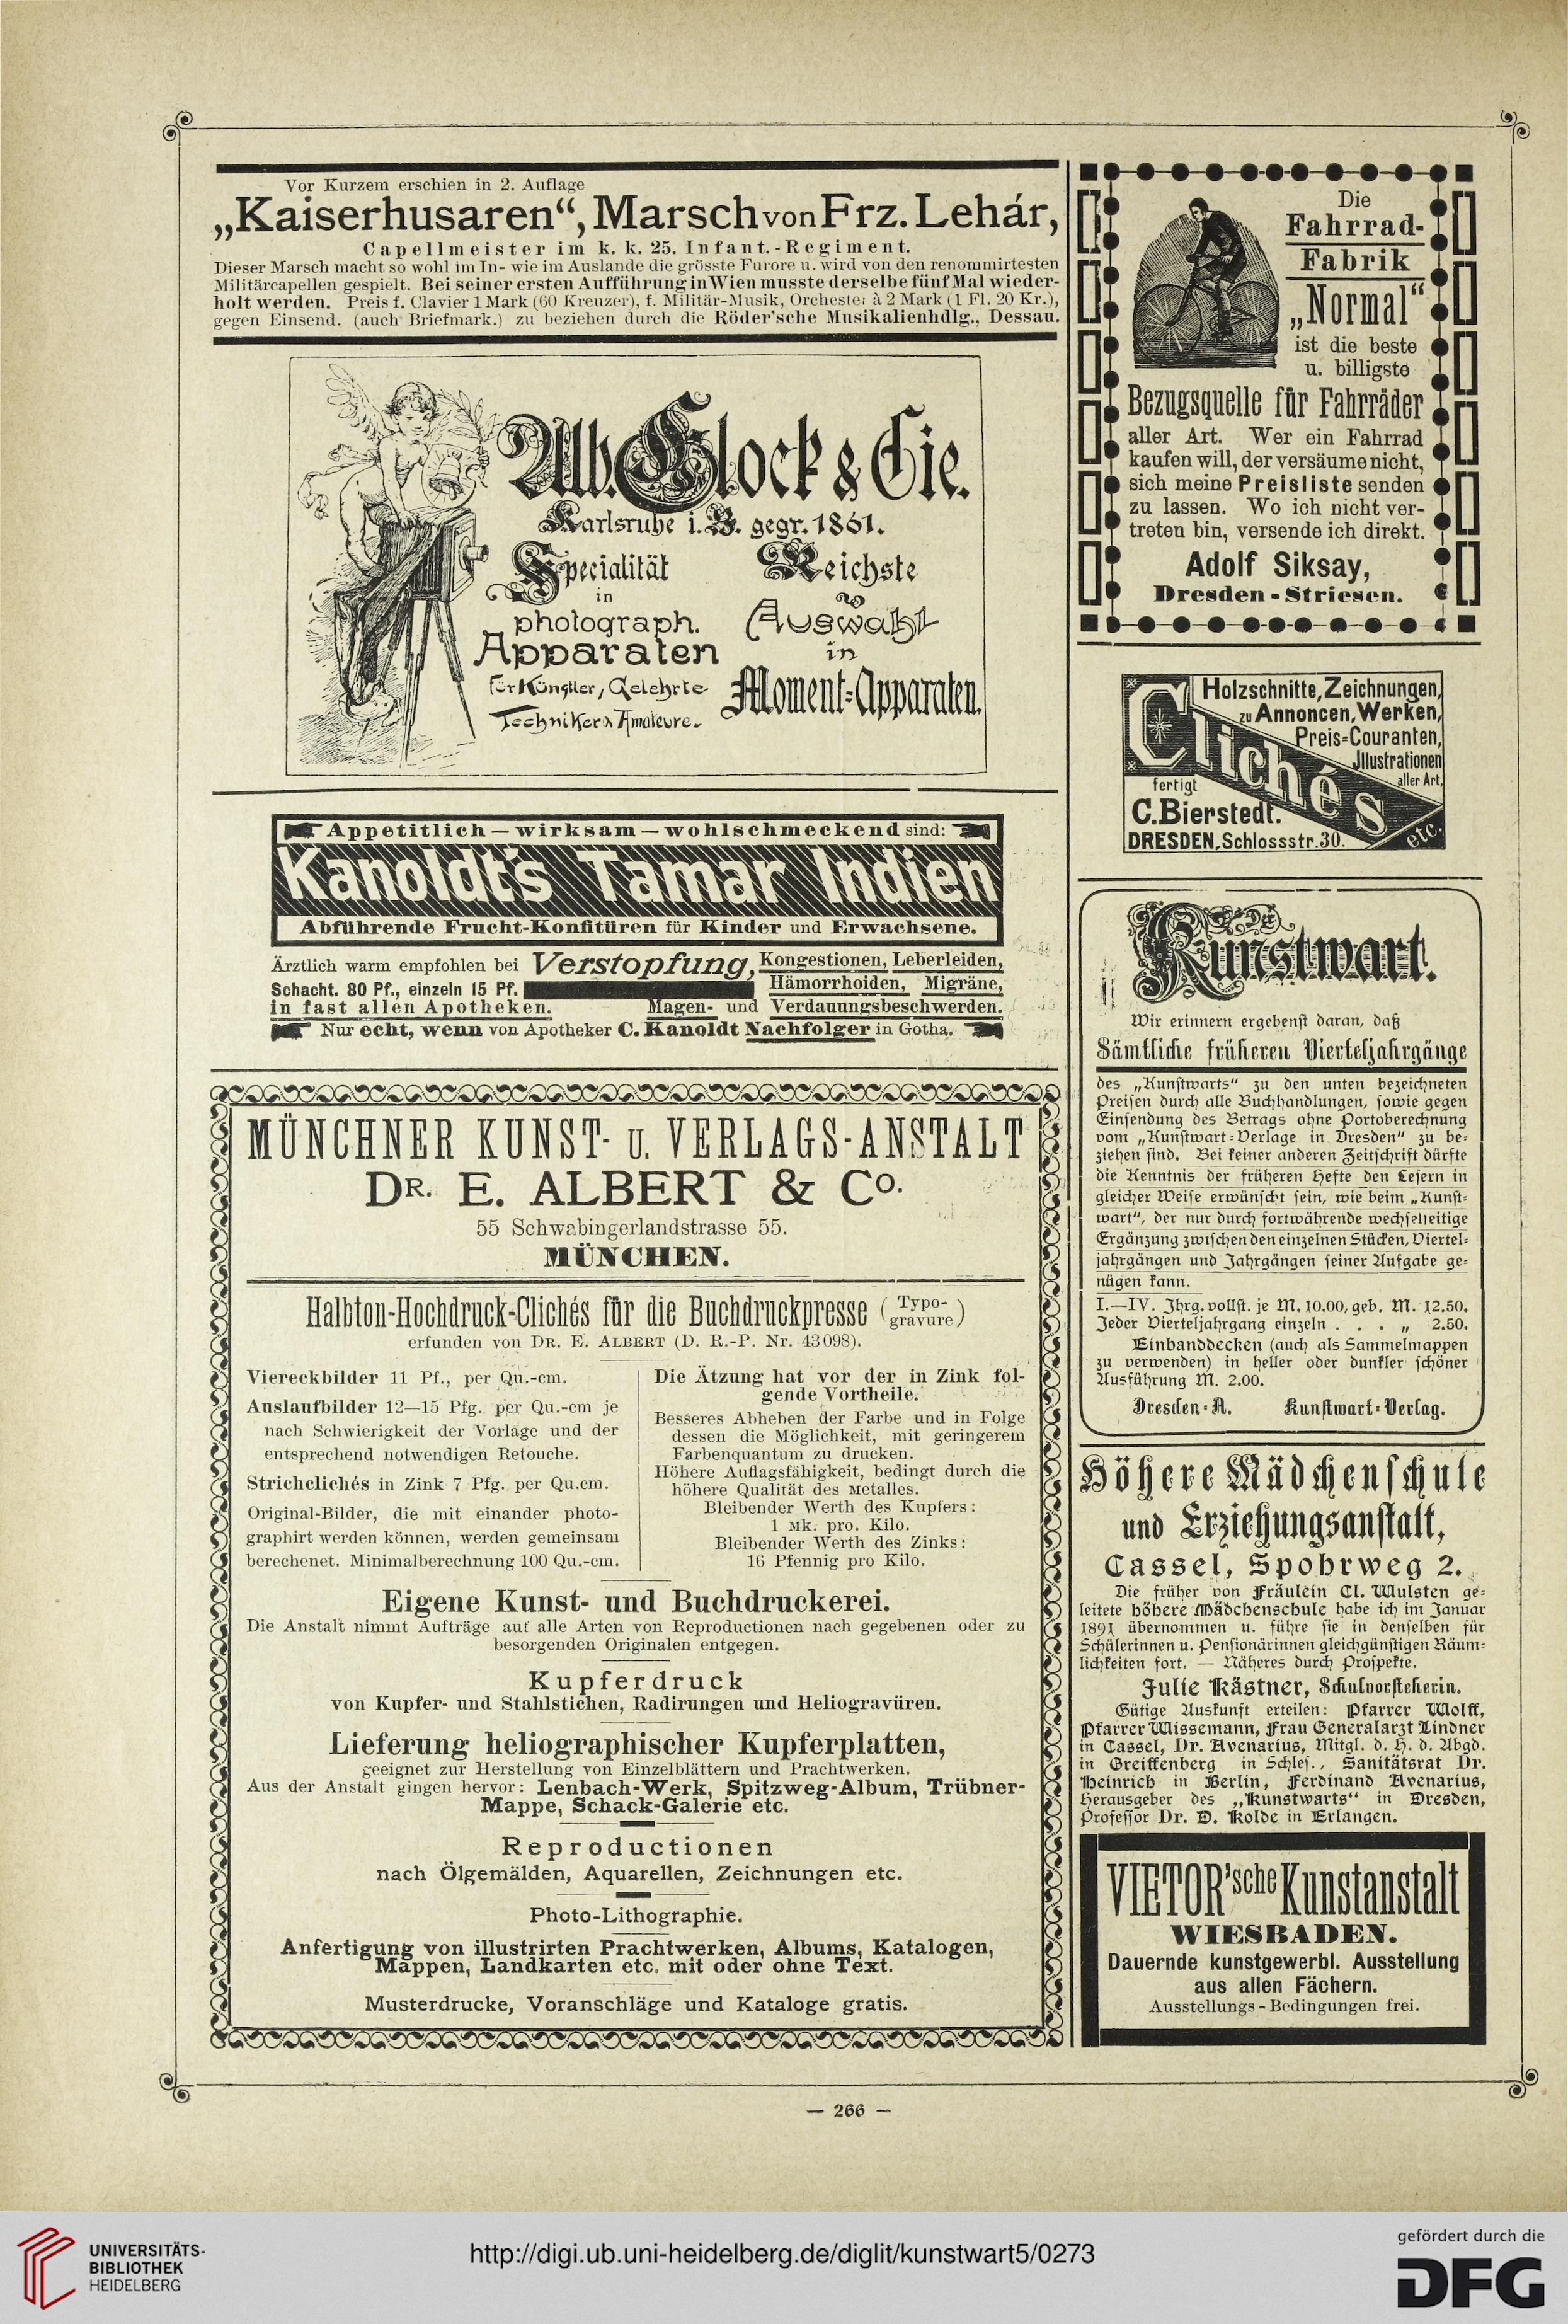 Vor Kurzem erschien in 2. Auflage
„Kaiserhusaren“, Marsch von Frz. Lehár,
Capellmeister im k. k. 25. Infant.-Regiment.
Dieser Marsch macht so wohl im In- wie im Auslande die grösste Furore u. wird von den renommirtesten
Militärcapellen gespielt. Bei seiner ersten Aufführung in Wien musste derselbe fünf Mal wieder-
holt werden. Preis f. Clavier 1 Mark (60 Kreuzer), f. Militär-Musik, Orchester à 2 Mark (1 Fl. 20 Kr.),
gegen Einsend. (auch Briefmark.) zu beziehen durch die Röder'sche Musikalienhdlg., Dessau.
Alb. Glock & Cie.
Karlsruhe i. B. gegr. 1861.
Specialität
in
photograph.
Apparaten
für Künstler, Gelehrte
Techniker & Amateure.
Reichste
Auswahl
in
Moment-Apparaten.
Appetitlich — wirksam — wohlschmeckend sind:
Kanoldt's Tamar Indien
Abführende Frucht-Konfitüren für Kinder und Erwachsene.
Ärztlich warm empfohlen bei Verstopfung, Kongestionen, Leberleiden,
Schacht. 80 Pf., einzeln 15 Pf. Hämorrhoiden, Migräne,
in fast allen Apotheken. Magen- und Verdauungsbeschwerden.
Nur echt, wenn von Apotheker C. Kanoldt Nachfolger in Gotha.
MÜNCHNER KUNST- U. VERLAGS-ANSTALT
DR. E. ALBERT & CO.
55 Schwabingerlandstrasse 55.
MÜNCHEN.
Halbton-Hochdruck-Clichés für die Buchdruckpresse (Typo-gravure)
erfunden von DR. E. ALBERT (D. R.-P. Nr. 43098).
Viereckbilder 11 Pf., per Qu.-cm.
Auslaufbilder 12—15 Pfg. per Qu.-cm je
nach Schwierigkeit der Vorlage und der
entsprechend notwendigen Retouche.
Strichclichés in Zink 7 Pfg. per Qu.cm.
Original-Bilder, die mit einander photo-
graphirt werden können, werden gemeinsam
berechenet. Minimalberechnung 100 Qu.-cm.
Die Ätzung hat vor der in Zink fol-
gende Vortheile.
Besseres Abheben der Farbe und in Folge
dessen die Möglichkeit, mit geringerem
Farbenquantum zu drucken.
Höhere Auflagsfähigkeit, bedingt durch die
höhere Qualität des Metalles.
Bleibender Werth des Kupfers:
1 Mk. pro. Kilo.
Bleibender Werth des Zinks:
16 Pfennig pro Kilo.
Eigene Kunst- und Buchdruckerei.
Die Anstalt nimmt Aufträge auf alle Arten von Reproductionen nach gegebenen oder zu
besorgenden Originalen entgegen.
Kupferdruck
von Kupfer- und Stahlstichen, Radirungen und Heliogravüren.
Lieferung heliographischer Kupferplatten,
geeignet zur Herstellung von Einzelblättern und Prachtwerken.
Aus der Anstalt gingen hervor: Lenbach-Werk, Spitzweg-Album, Trübner-
Mappe, Schack-Galerie etc.
Reproductionen
nach Ölgemälden, Aquarellen, Zeichnungen etc.
Photo-Lithographie.
Anfertigung von illustrirten Prachtwerken, Albums, Katalogen,
Mappen, Landkarten etc. mit oder ohne Text.
Musterdrucke, Voranschläge und Kataloge gratis.
Die
Fahrrad-
Fabrik
„Normal“
ist die beste
u. billigste
Bezugsquelle für Fahrräder
aller Art. Wer ein Fahrrad
kaufen will, der versäume nicht,
sich meine Preisliste senden
zu lassen. Wo ich nicht ver-
treten bin, versende ich direkt.
Adolf Siksay,
Dresden-Striesen.
Holzschnitte, Zeichnungen,
zu Annoncen, Werken,
Preis-Couranten,
Jllustrationen
aller Art,
Clichés
etc.
fertigt
C. Bierstedt.
DRESDEN, Schlossstr. 30.
Der
Kunstwart.
Wir erinnern ergebenst daran, daß
Sämtliche früheren Vierteljahrgänge
des „Kunstwarts“ zu den unten bezeichneten
Preisen durch alle Buchhandlungen, sowie gegen
Einsendung des Betrags ohne Portoberechnung
vom „Kunstwart-Verlage in Dresden“ zu be-
ziehen sind. Bei keiner anderen Zeitschrift dürfte
die Kenntnis der früheren Hefte den Lesern in
gleicher Weise erwünscht sein, wie beim „Kunst-
wart“, der nur durch fortwährende wechselseitige
Ergänzung zwischen den einzelnen Stücken, Viertel-
jahrgängen und Jahrgängen seiner Aufgabe ge-
nügen kann.
I.—IV. Jhrg. vollst. je M. 10.00, geb. M. 12.50.
Jeder Vierteljahrgang einzeln . . . „ 2.50.
Einbanddecken (auch als Sammelmappen
zu verwenden) in heller oder dunkler schöner
Ausführung M. 2.00.
Dresden-A. Kunstwart-Verlag.
Höhere Mädchenschule
und Erziehungsanstalt,
Cassel, Spohrweg 2.
Die früher von Fräulein Cl. Wulsten ge-
leitete höhere Mädchenschule habe ich im Januar
1891 übernommen u. führe sie in denselben für
Schülerinnen u. Pensionärinnen gleichgünstigen Räum-
lichkeiten fort. — Näheres durch Prospekte.
Julie Kästner, Schulvorsteherin.
Gütige Auskunft erteilen: Pfarrer Wolff,
Pfarrer Wissemann, Frau Generalarzt Lindner
in Cassel, Dr. Avenarius, Mitgl. d. H. d. Abgd.
in Greiffenberg in Schles., Sanitätsrat Dr.
Heinrich in Berlin, Ferdinand Avenarius,
Herausgeber des „Kunstwarts“ in Dresden,
Professor Dr. D. Kolde in Erlangen.
VIETOR'sche Kunstanstalt
WIESBADEN.
Dauernde kunstgewerbl. Ausstellung
aus allen Fächern.
Ausstellungs-Bedingungen frei.
— 266 —
UNIVERSITÄTS-
BIBLIOTHEK
HEIDELBERG
http://digi.ub.uni-heidelberg.de/diglit/kunstwart5/0273
gefördert durch die
DFG